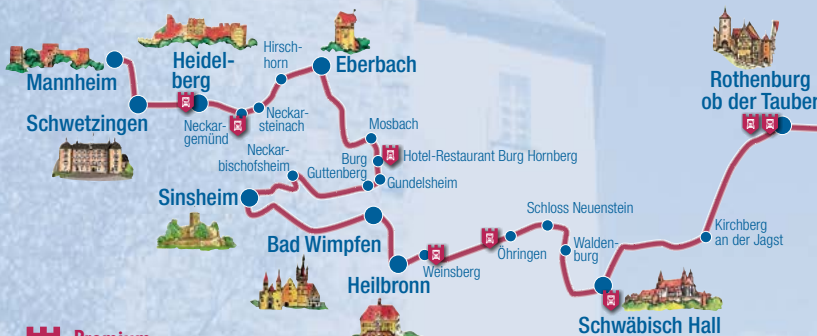 Mannheim
Heidel-
berg
Hirsch-
horn
Eberbach
Schwetzingen
Neckar-
gemünd
Neckar-
steinach
Mosbach
Neckar-
bischofsheim
Burg
Guttenberg
Hotel-Restaurant Burg Hornberg
Gundelsheim
Sinsheim
Bad Wimpfen
Heilbronn
Weinsberg
Öhringen
Schloss Neuenstein
Walden-
burg
Schwäbisch Hall
Kirchberg
an der Jagst
Rothenburg
ob der Tauber
Premium